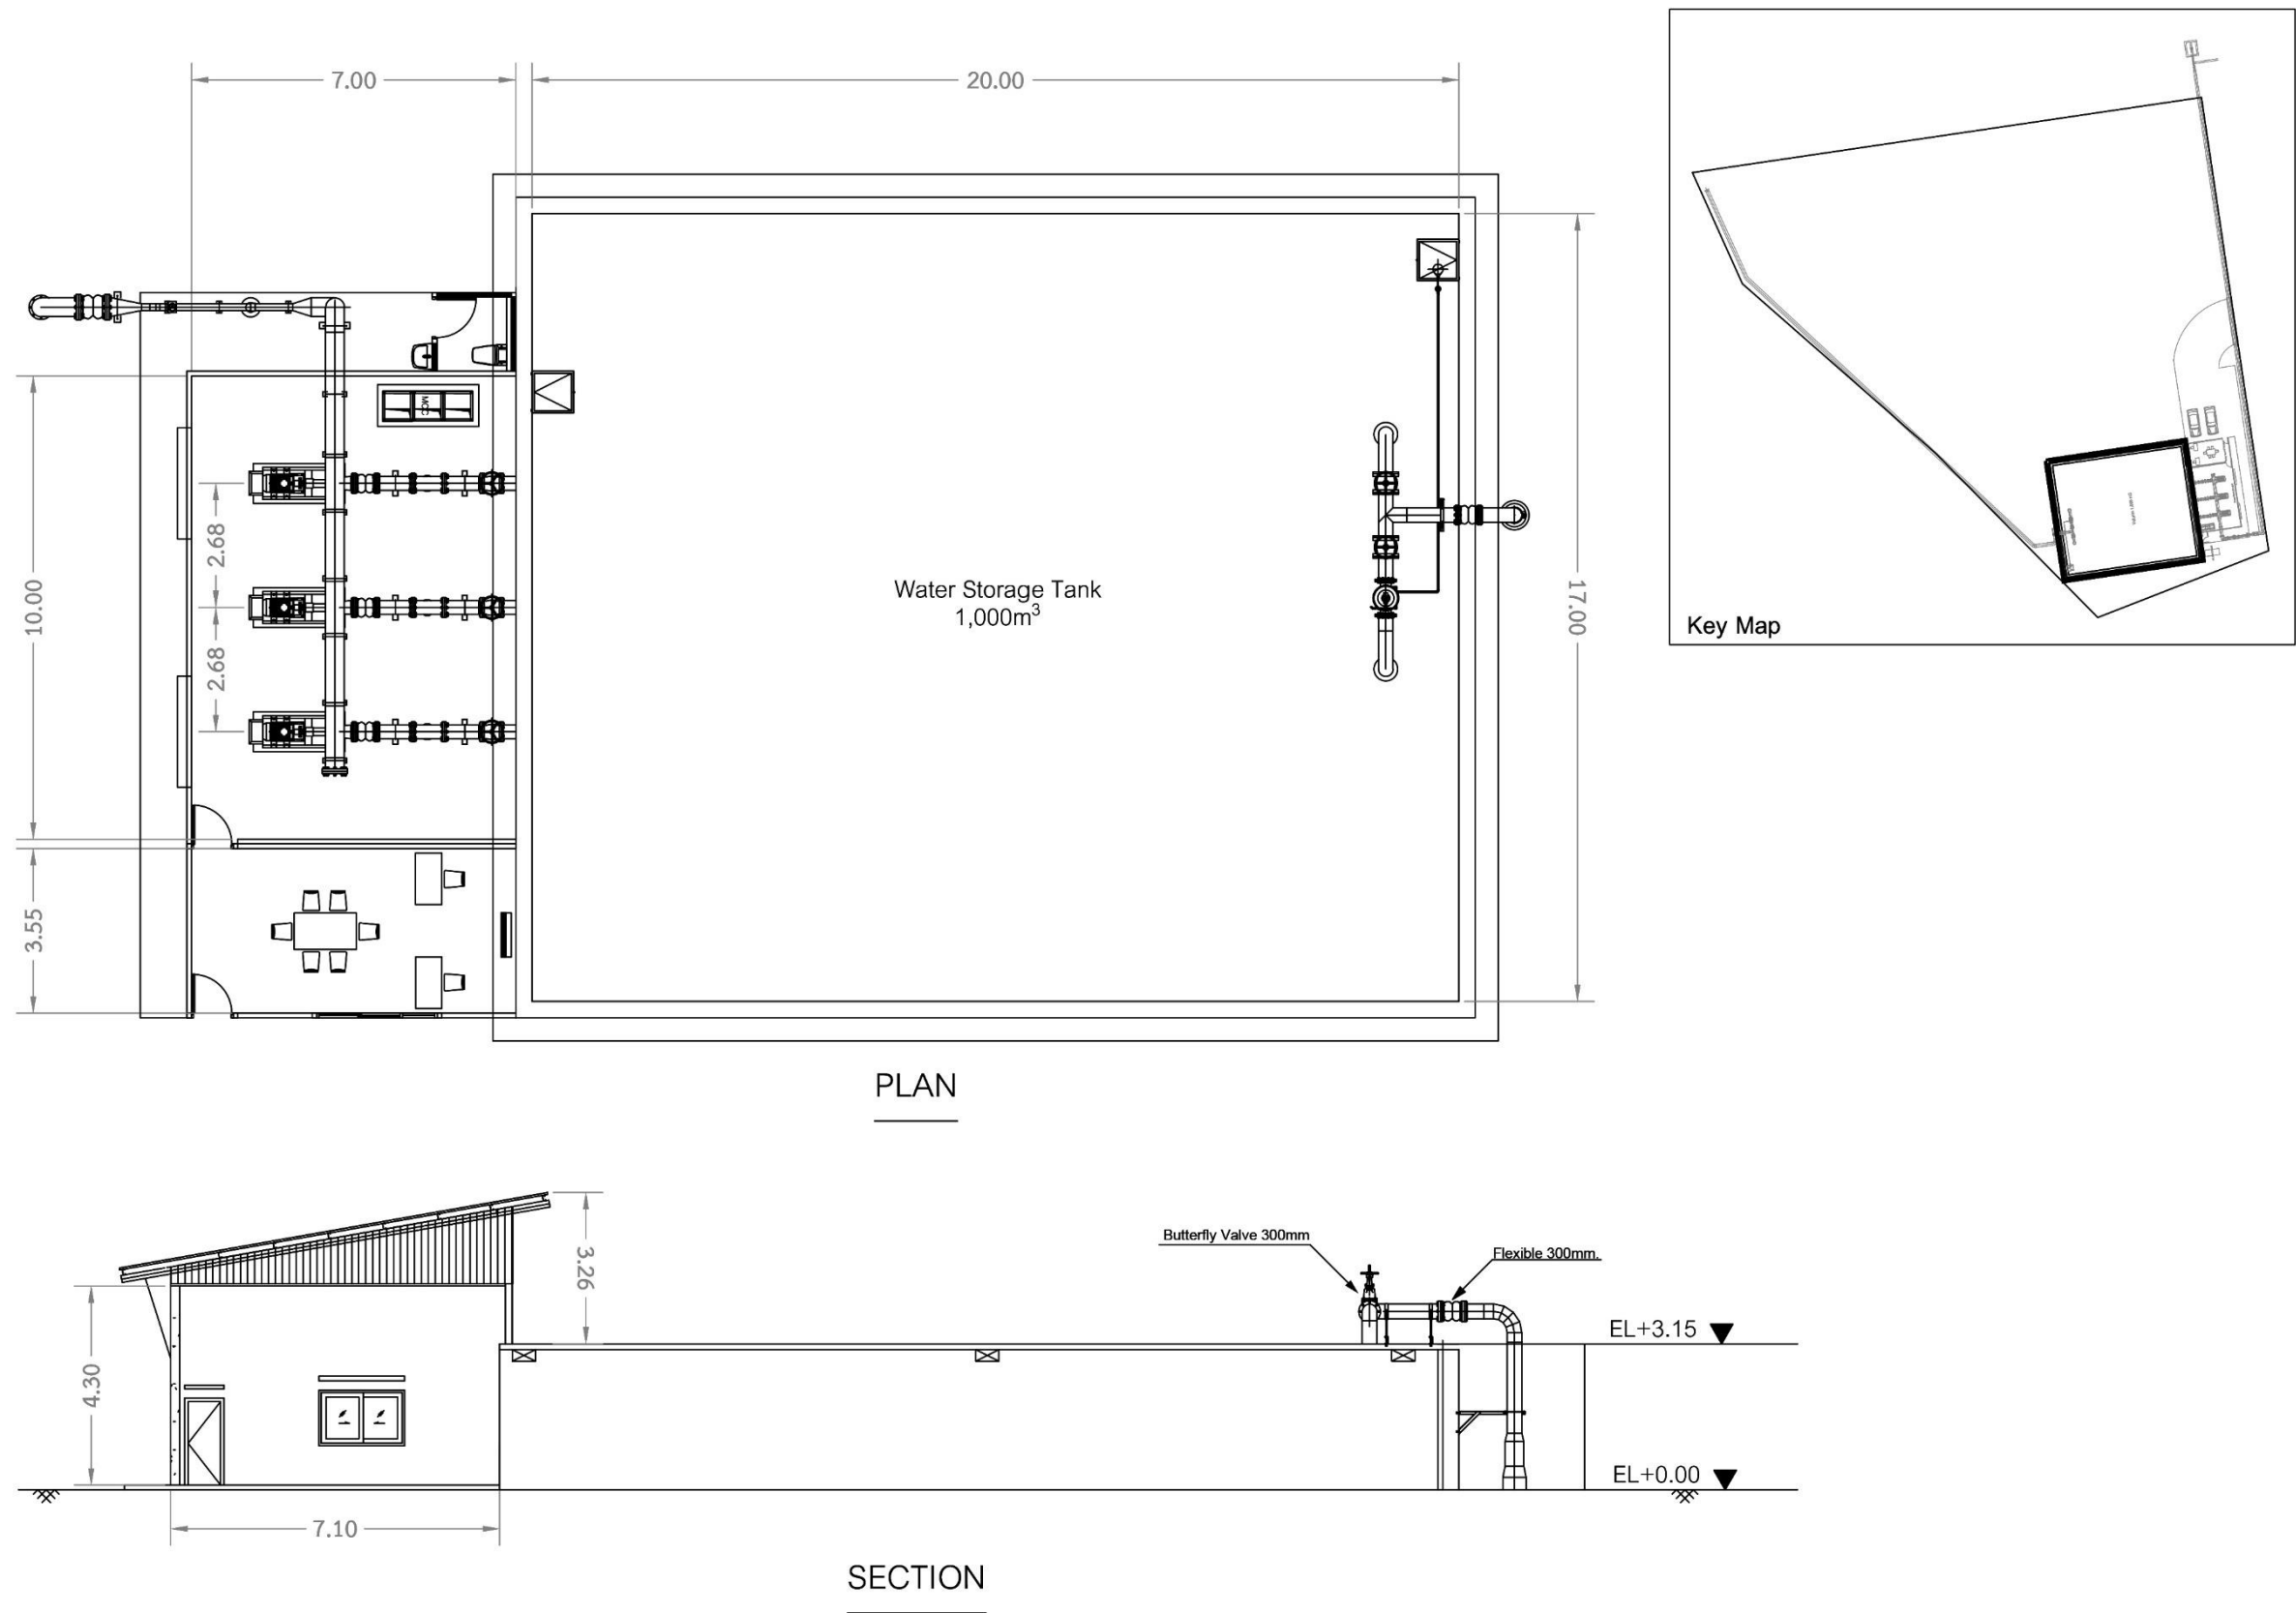 7.00
20.00
MCC
2.68
2.68
10.00
3.55
17.00
Water Storage Tank
1,000m³
PLAN
Key Map
3.26
4.30
7.10
Butterfly Valve 300mm
Flexible 300mm.
EL+3.15
EL+0.00
SECTION